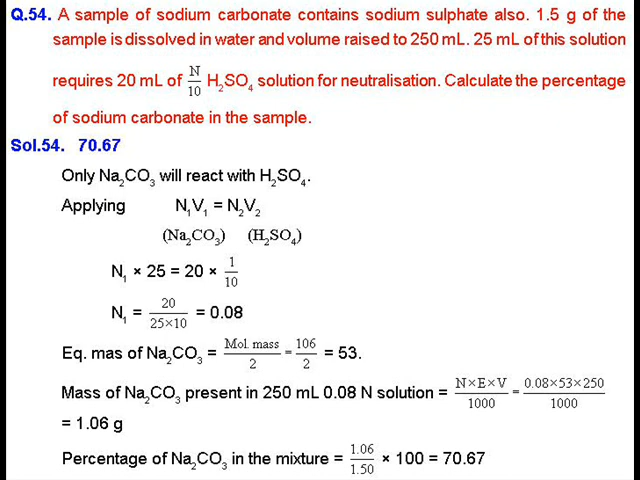 Q.54. A sample of sodium carbonate contains sodium sulphate also. 1.5 g of the
sample is dissolved in water and volume raised to 250 mL. 25 mL of this solution
requires 20 mL of N/10 H₂SO₄ solution for neutralisation. Calculate the percentage
of sodium carbonate in the sample.
Sol.54. 70.67
Only Na₂CO₃ will react with H₂SO₄.
Applying N₁V₁ = N₂V₂
(Na₂CO₃) (H₂SO₄)
N₁ × 25 = 20 × 1/10
N₁ = 20/25×10 = 0.08
Eq. mas of Na₂CO₃ = Mol. mass/2 = 106/2 = 53.
Mass of Na₂CO₃ present in 250 mL 0.08 N solution = N×E×V/1000 = 0.08×53×250/1000
= 1.06 g
Percentage of Na₂CO₃ in the mixture = 1.06/1.50 × 100 = 70.67